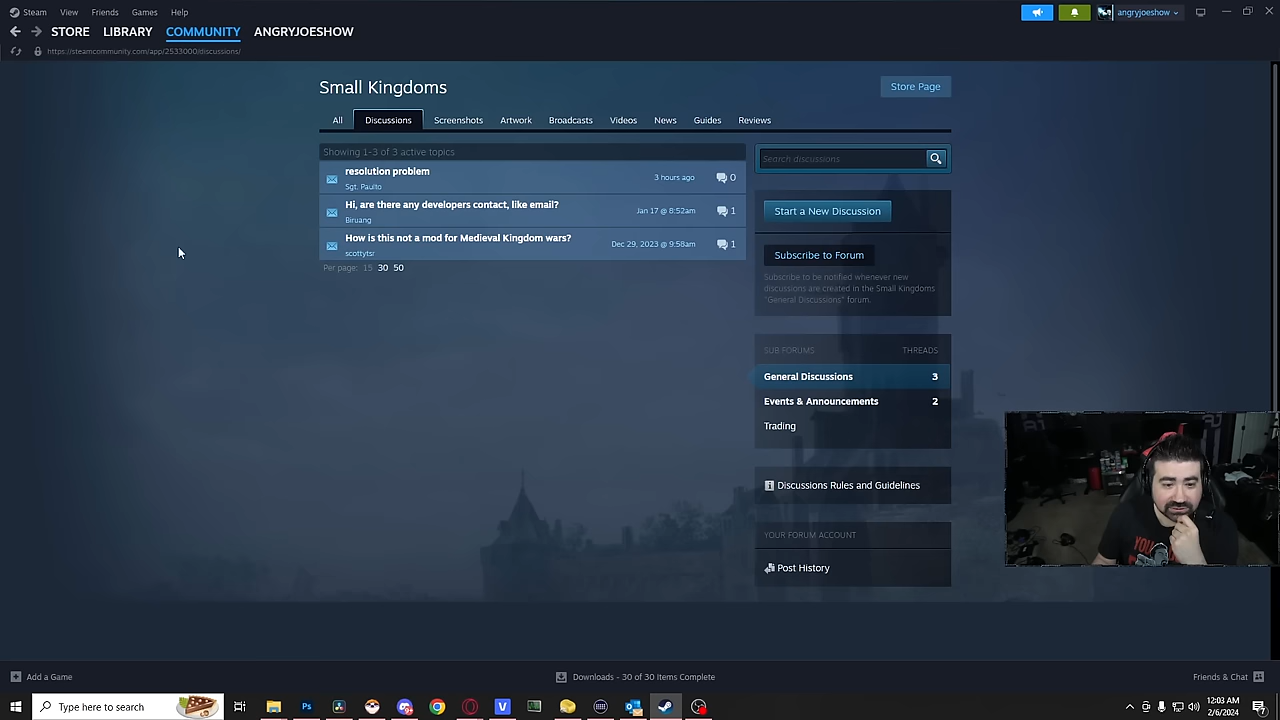 Steam View Friends Games Help
angryjoeshow
STORE LIBRARY COMMUNITY ANGRYJOESHOW
https://steamcommunity.com/app/2533000/discussions/
Small Kingdoms
Store Page
All Discussions Screenshots Artwork Broadcasts Videos News Guides Reviews
Showing 1-3 of 3 active topics
resolution problem
Sgt. Paulto
3 hours ago
0
Hi, are there any developers contact, like email?
Biruang
Jan 17 @ 8:52am
1
How is this not a mod for Medieval Kingdom wars?
scottytsr
Dec 29, 2023 @ 9:58am
1
Per page: 15 30 50
Search discussions
Start a New Discussion
Subscribe to Forum
Subscribe to be notified whenever new
discussions are created in the Small Kingdoms
"General Discussions" forum.
SUB FORUMS THREADS
General Discussions 3
Events & Announcements 2
Trading
Discussions Rules and Guidelines
YOUR FORUM ACCOUNT
Post History
Add a Game
Downloads - 30 of 30 Items Complete
Friends & Chat
Type here to search
12:03 AM
2/6/2024